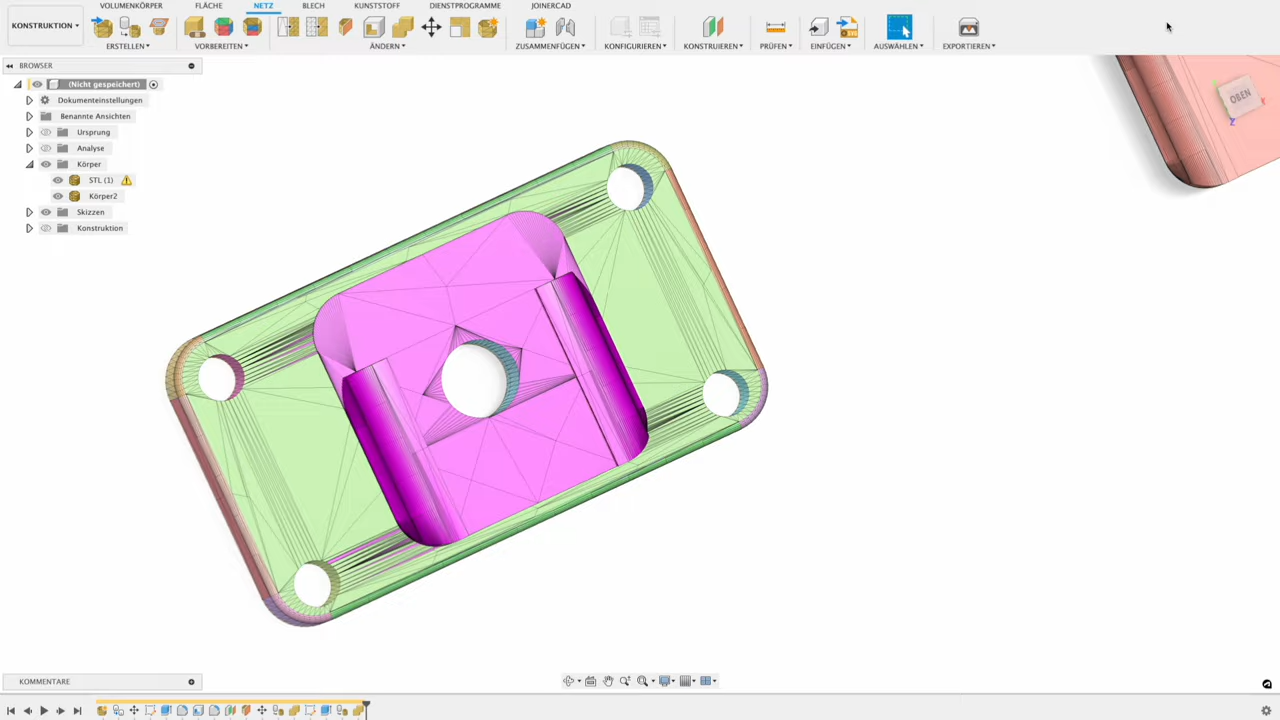 VOLUMENKÖRPER FLÄCHE NETZ BLECH KUNSTSTOFF DIENSTPROGRAMME JOINERCAD
KONSTRUKTION
ERSTELLEN VORBEREITEN ÄNDERN ZUSAMMENFÜGEN KONFIGURIEREN KONSTRUIEREN PRÜFEN EINFÜGEN AUSWÄHLEN EXPORTIEREN
BROWSER
(Nicht gespeichert)
Dokumenteinstellungen
Benannte Ansichten
Ursprung
Analyse
Körper
STL (1)
Körper2
Skizzen
Konstruktion
OBEN
Z
KOMMENTARE